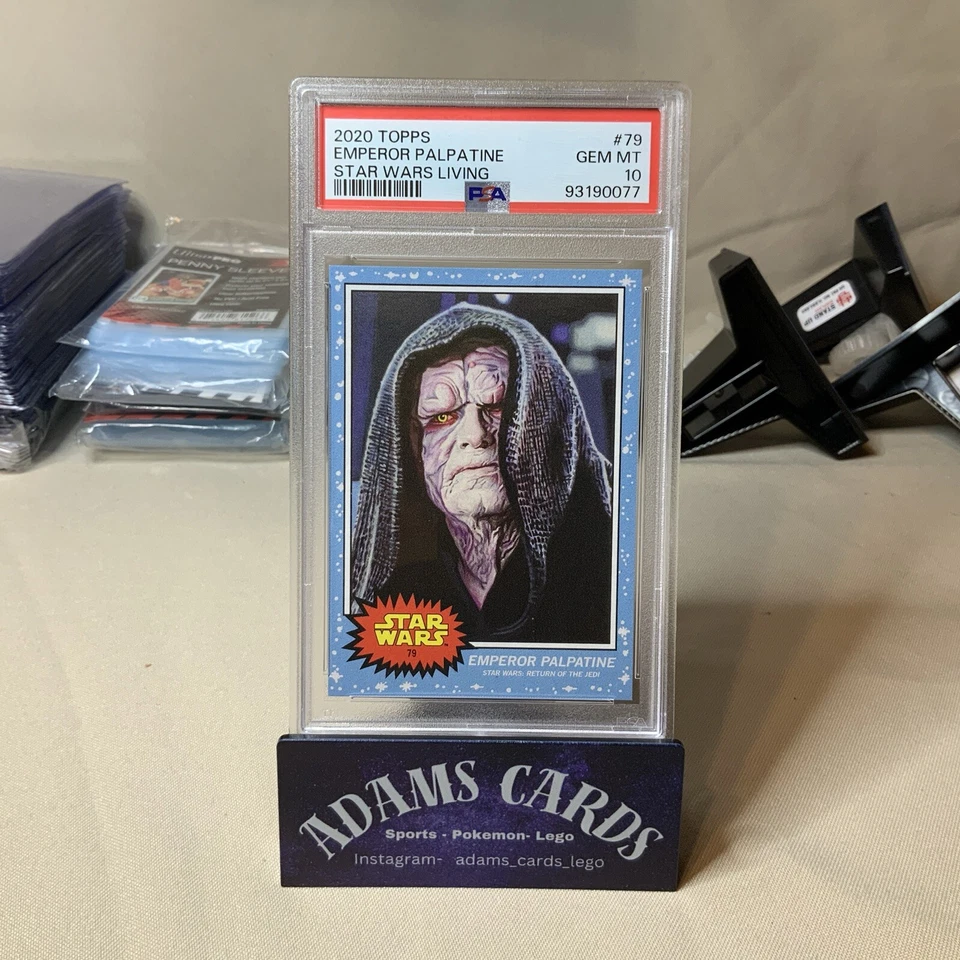 2020 TOPPS #79
EMPEROR PALPATINE GEM MT
STAR WARS LIVING 10
PSA 93190077
UltraPRO
PENNY SLEEVES
STAND UP
STAR
WARS
79
EMPEROR PALPATINE
STAR WARS: RETURN OF THE JEDI
ADAMS CARDS
Sports - Pokemon- Lego
Instagram- adams_cards_lego